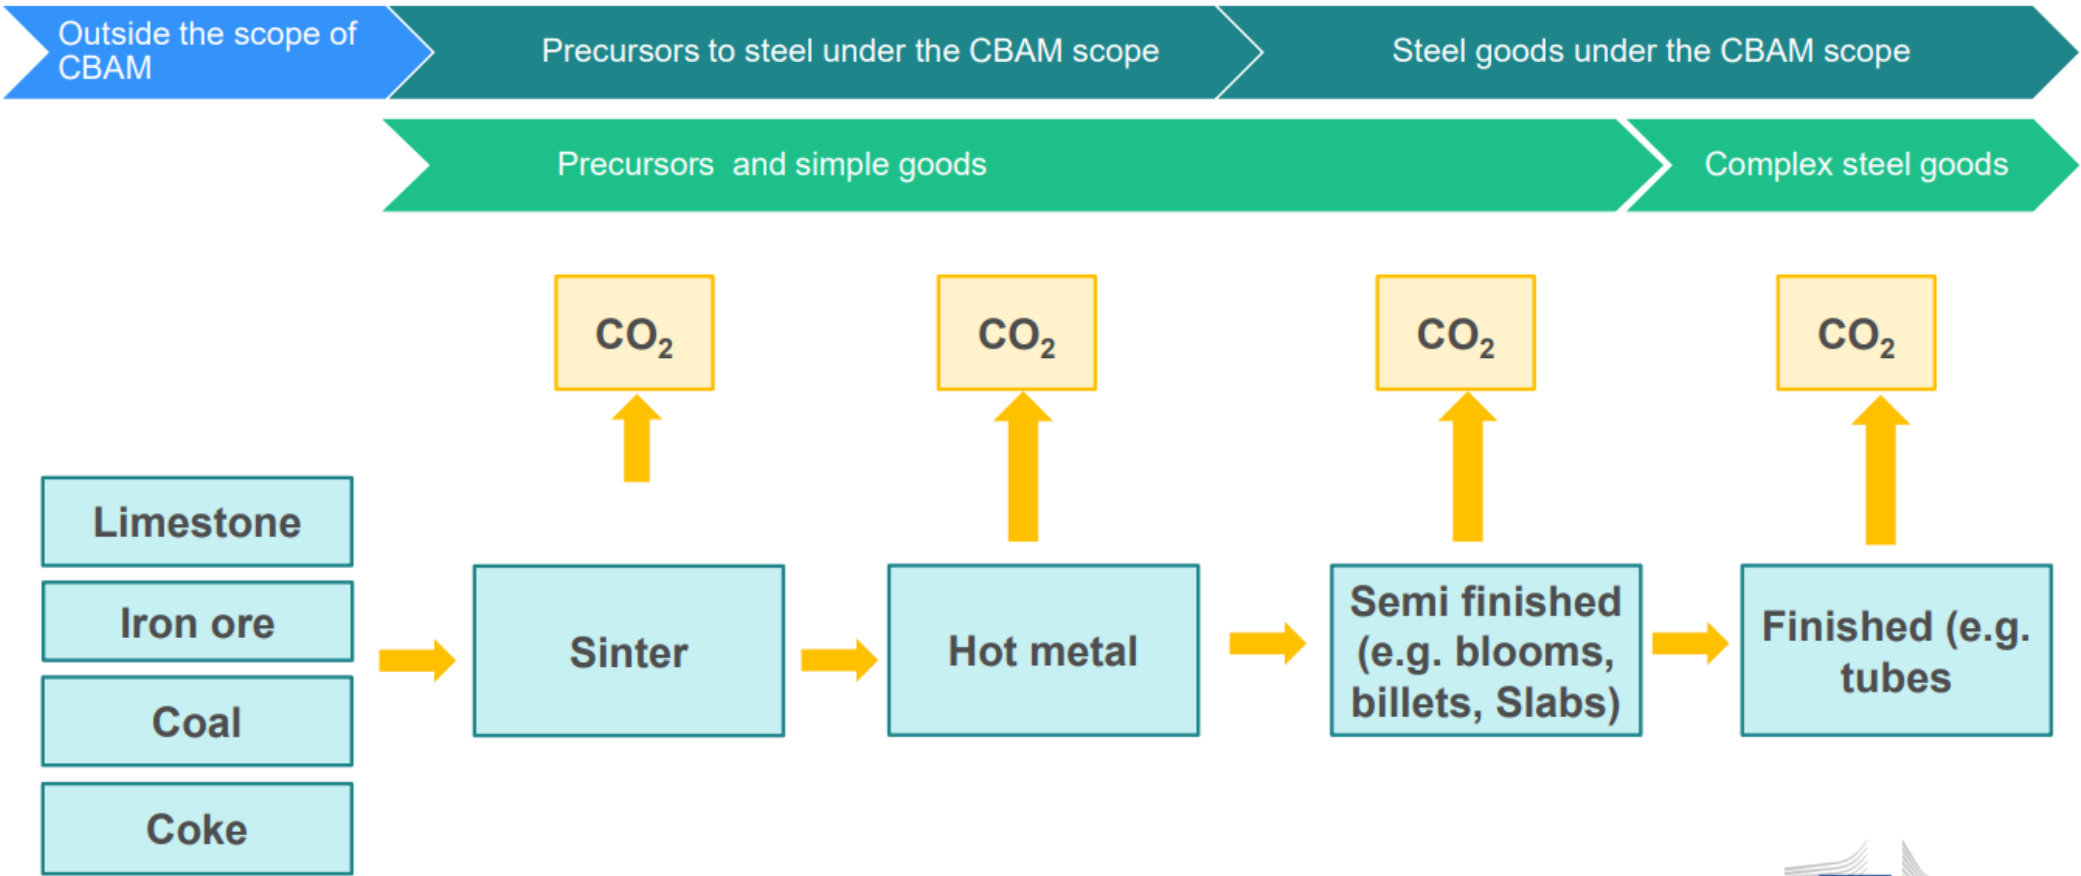 Outside the scope of
CBAM
Precursors to steel under the CBAM scope
Steel goods under the CBAM scope
Precursors  and simple goods
Complex steel goods
CO₂
CO₂
CO₂
CO₂
Limestone
Iron ore
Coal
Coke
Sinter
Hot metal
Semi finished
(e.g. blooms,
billets, Slabs)
Finished (e.g.
tubes